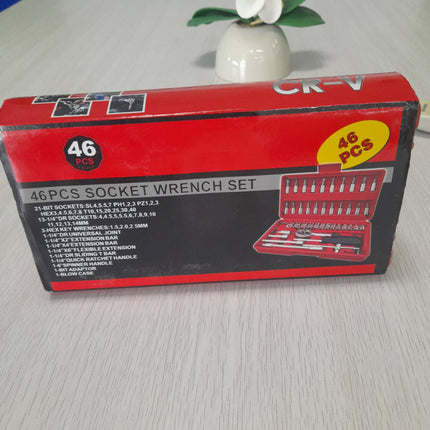 CR-V
46
PCS
46
PCS
46 PCS SOCKET WRENCH SET
21-BIT SOCKETS:SL4,5.5,7 PH1,2,3 PZ1,2,3
HEX3,4,5,6,7,8 T10,15,20,25,30,40
13-1/4"DR SOCKETS:4,4.5,5,5.5,6,7,8,9,10
11,12,13,14MM
3-HEX KEY WRENCHES:1.5,2.0,2.5MM
1-1/4"DR UNIVERSAL JOINT
1-1/4"X2"EXTENSION BAR
1-1/4"X4"EXTENSION BAR
1-1/4"X6"FLEXIBLE EXTENSION
1-1/4"DR SLIDING T BAR
1-1/4"QUICK RATCHET HANDLE
1-6"SPINNER HANDLE
1-BIT ADAPTOR
1-BLOW CASE